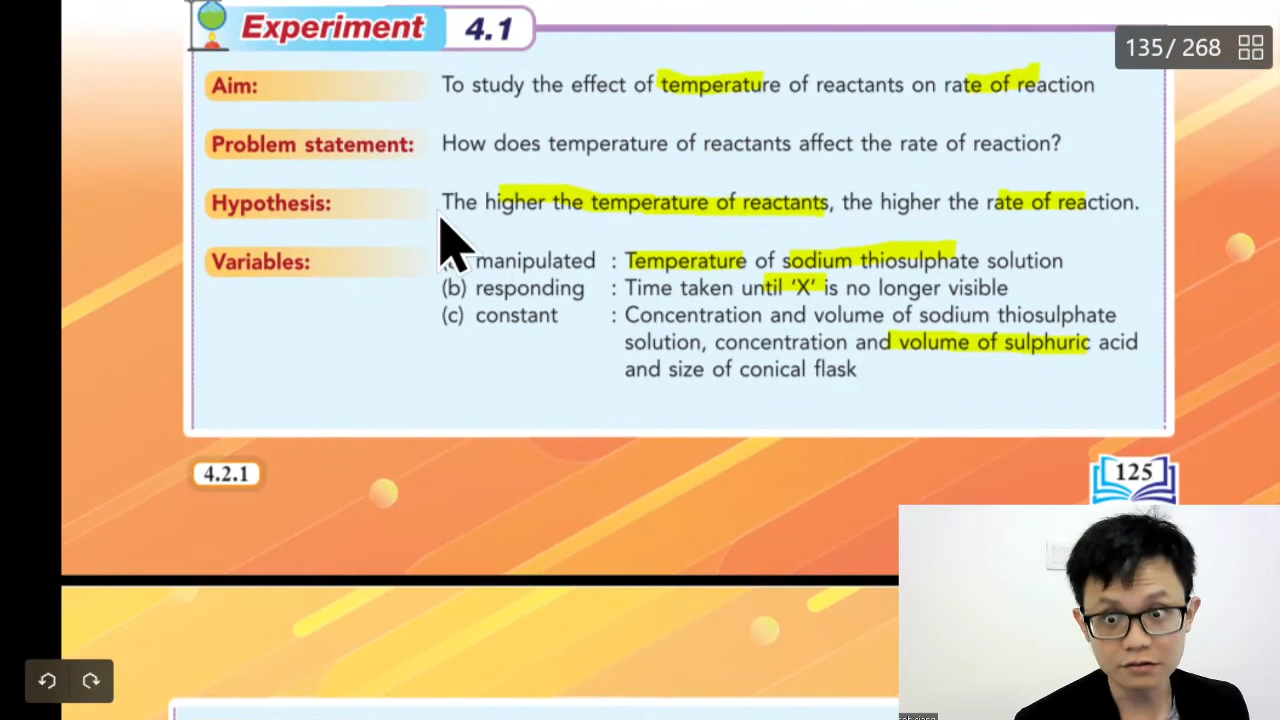 Experiment 4.1
135/ 268
Aim: To study the effect of temperature of reactants on rate of reaction
Problem statement: How does temperature of reactants affect the rate of reaction?
Hypothesis: The higher the temperature of reactants, the higher the rate of reaction.
Variables: manipulated : Temperature of sodium thiosulphate solution
(b) responding : Time taken until ‘X’ is no longer visible
(c) constant : Concentration and volume of sodium thiosulphate
solution, concentration and volume of sulphuric acid
and size of conical flask
4.2.1
125